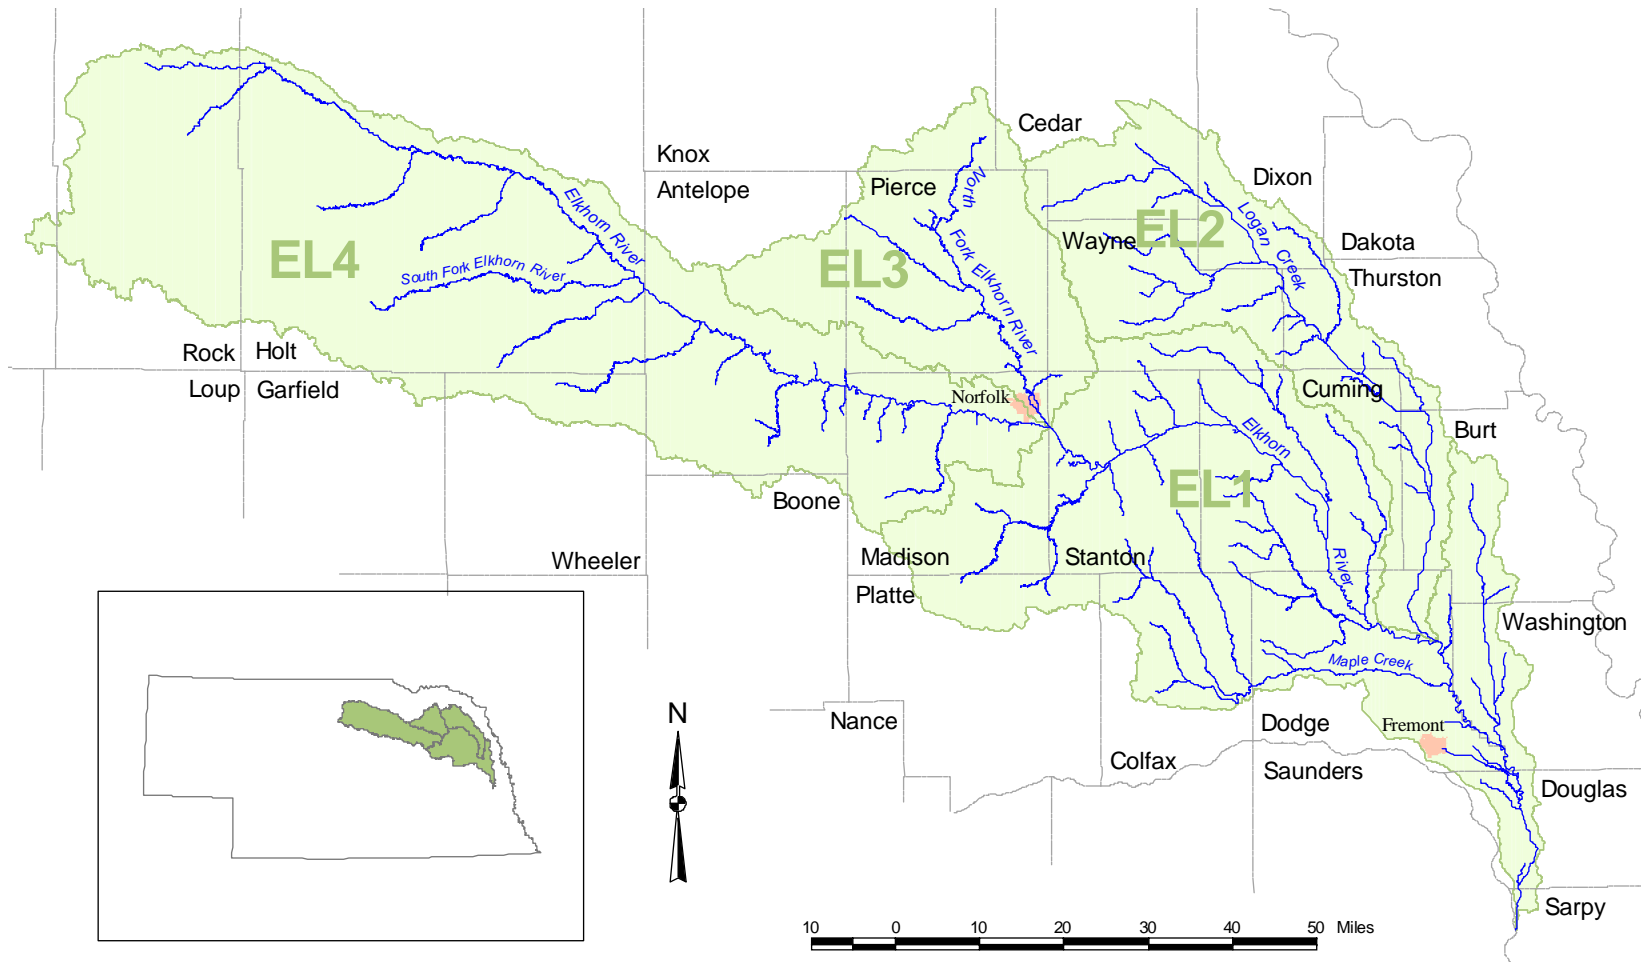 Cedar
Knox
Antelope
Pierce
Dixon
North
Fork Elkhorn River
Logan Creek
Elkhorn River
Wayne
EL2
Dakota
Thurston
EL4
South Fork Elkhorn River
EL3
Rock
Holt
Loup
Garfield
Norfolk
Cuming
Burt
Elkhorn
River
EL1
Boone
Wheeler
Madison
Stanton
Platte
Washington
Maple Creek
Nance
N
Dodge
Fremont
Colfax
Saunders
Douglas
Sarpy
10 0 10 20 30 40 50 Miles